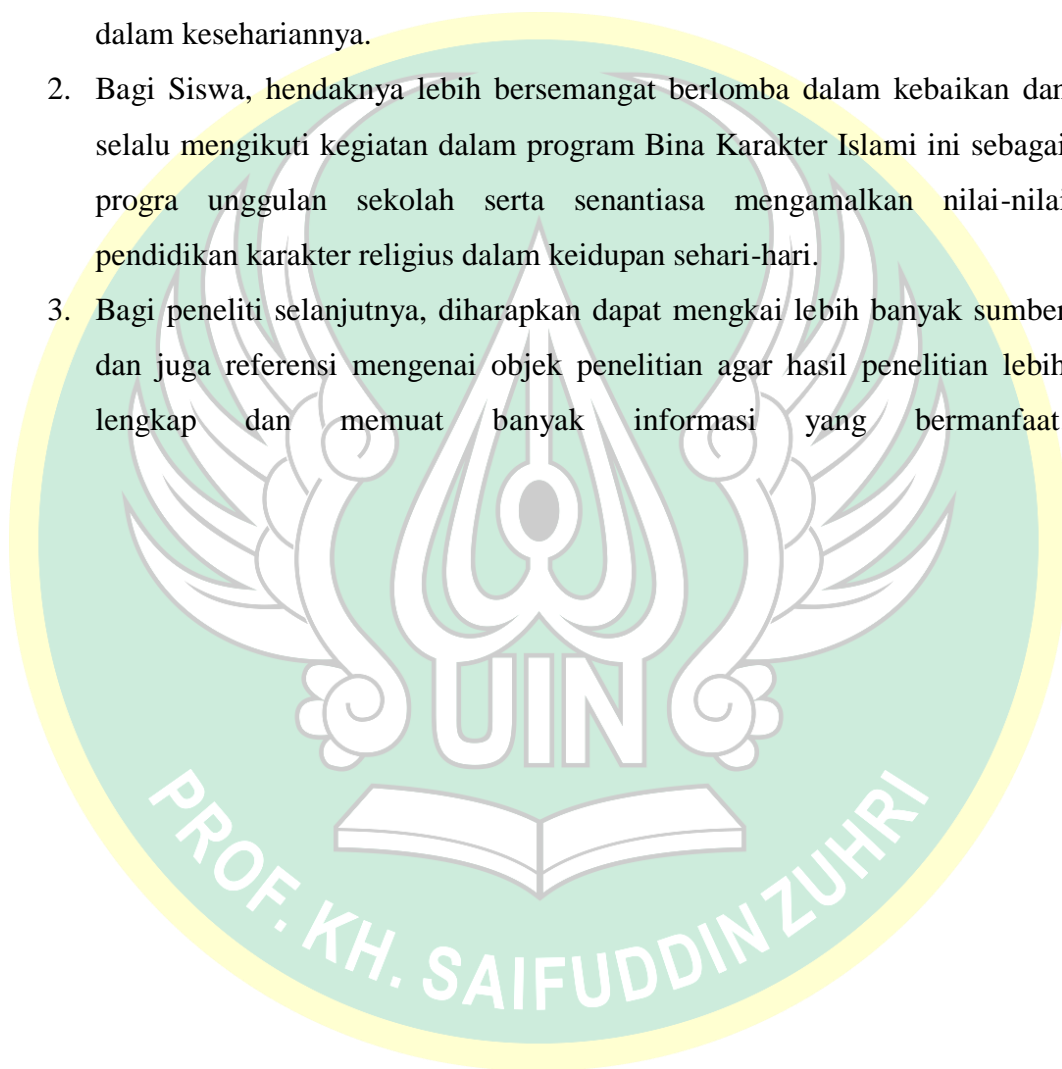 dalam kesehariannya.
2. Bagi Siswa, hendaknya lebih bersemangat berlomba dalam kebaikan dan
selalu mengikuti kegiatan dalam program Bina Karakter Islami ini sebagai
progra unggulan sekolah serta senantiasa mengamalkan nilai-nilai
pendidikan karakter religius dalam keidupan sehari-hari.
3. Bagi peneliti selanjutnya, diharapkan dapat mengkai lebih banyak sumber
dan juga referensi mengenai objek penelitian agar hasil penelitian lebih
lengkap dan memuat banyak informasi yang bermanfaat
UIN
PROF. KH. SAIFUDDIN ZUHRI